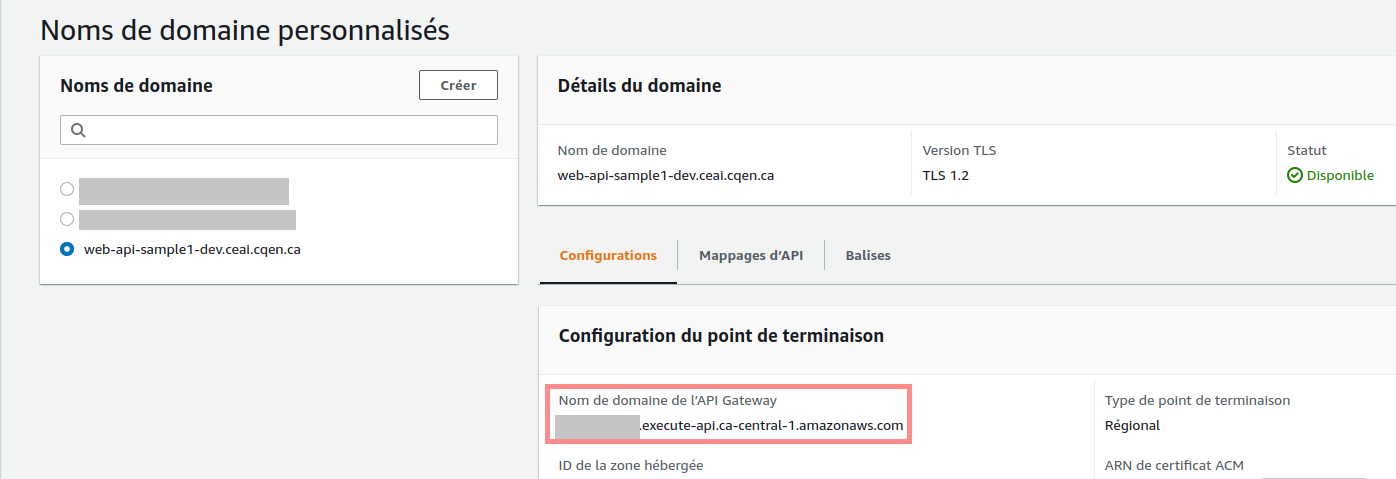 Noms de domaine personnalisés
Noms de domaine
Créer
web-api-sample1-dev.ceai.cqen.ca
Détails du domaine
Nom de domaine
web-api-sample1-dev.ceai.cqen.ca
Version TLS
TLS 1.2
Statut
Disponible
Configurations
Mappages d’API
Balises
Configuration du point de terminaison
Nom de domaine de l’API Gateway
.execute-api.ca-central-1.amazonaws.com
Type de point de terminaison
Régional
ID de la zone hébergée
ARN de certificat ACM